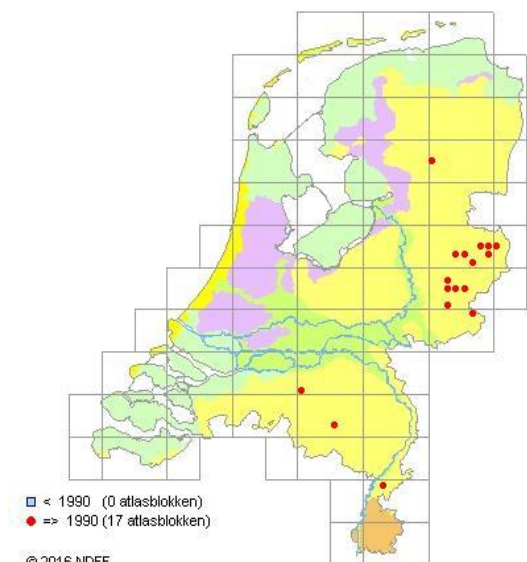 < 1990 (0 atlasblokken)
=> 1990 (17 atlasblokken)
© 2016 NDFF